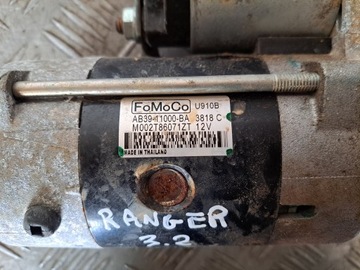 FoMoCo U910B
AB39-11000-BA 3818 C
M002T86071ZT 12V
MADE IN THAILAND
RANGER
3.2